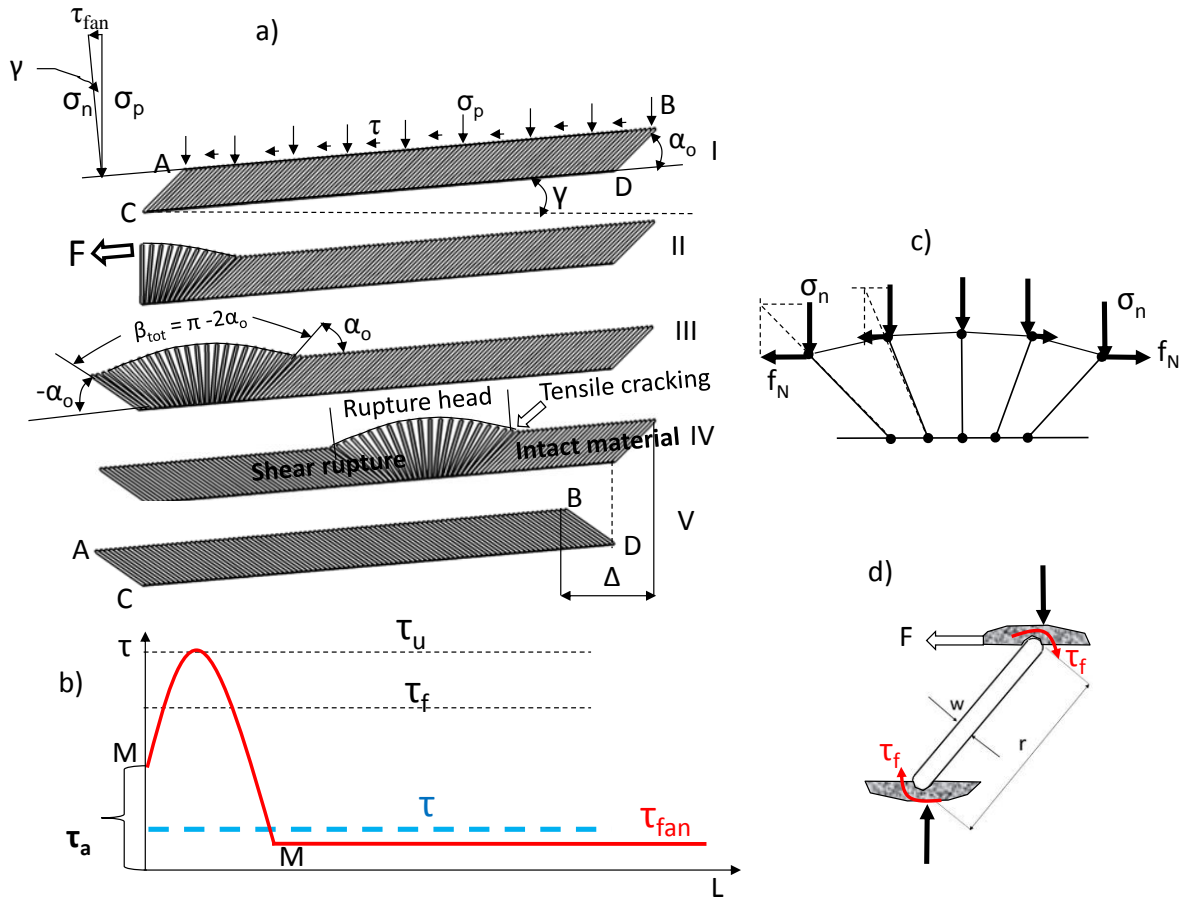 a)
τfan
γ
σn
σp
σp
τ
B
A
αo
I
γ
D
C
F
II
βtot = π -2αo
αo
III
-αo
Rupture head
Tensile cracking
Shear rupture
Intact material
IV
B
V
A
D
C
Δ
c)
σn
σn
fN
fN
b)
τ
τu
τf
M
τ
τfan
τa
M
L
d)
F
τf
w
r
τf